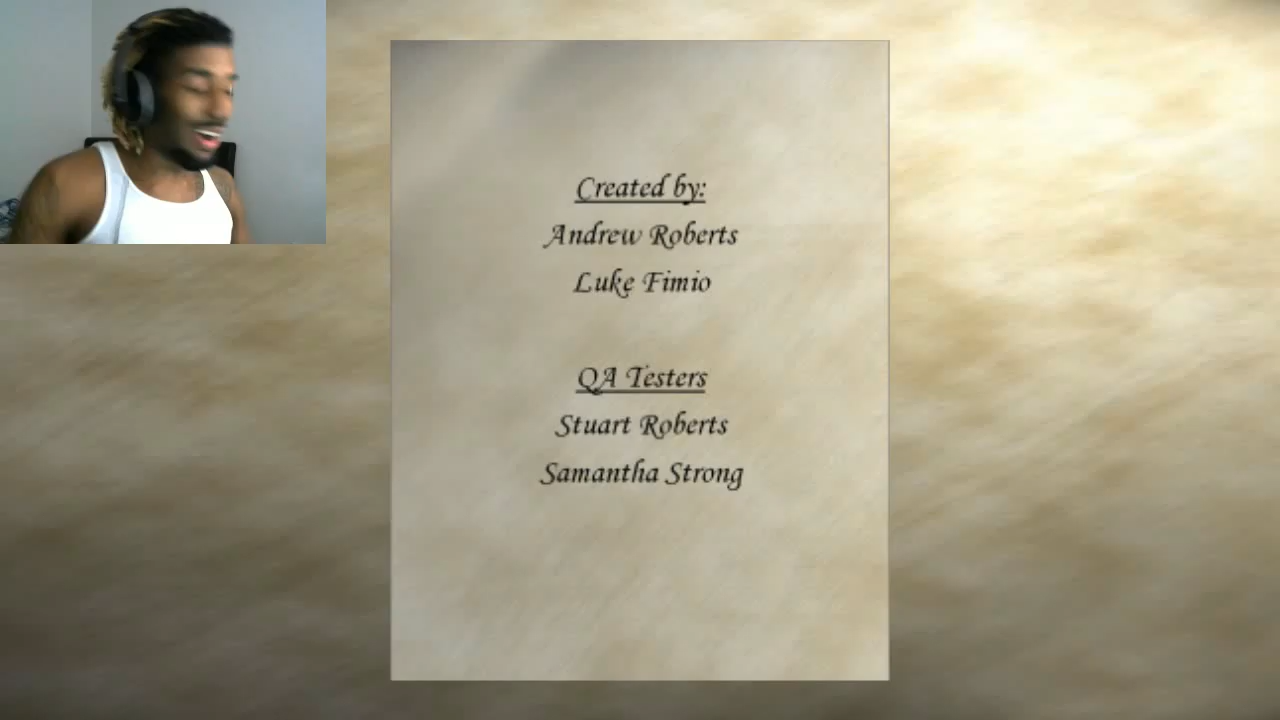 Created by:
Andrew Roberts
Luke Fimio
QA Testers
Stuart Roberts
Samantha Strong